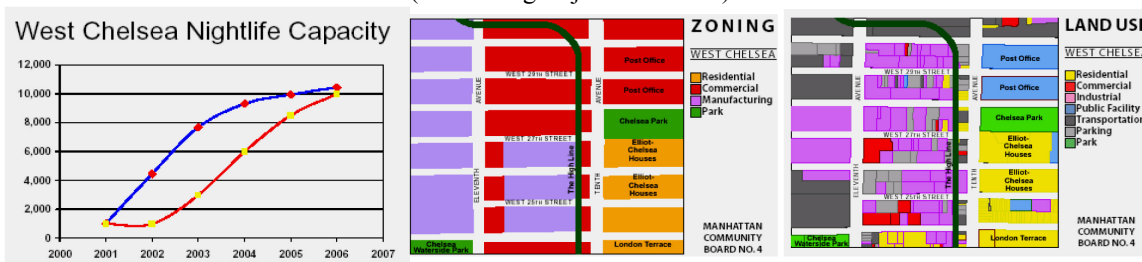 West Chelsea Nightlife Capacity
12,000
10,000
8,000
6,000
4,000
2,000
0
2000 2001 2002 2003 2004 2005 2006 2007
ZONING
WEST CHELSEA
Residential
Commercial
Manufacturing
Park
Post Office
WEST 29TH STREET
AVENUE
AVENUE
Post Office
Chelsea Park
WEST 27TH STREET
Elliot-
Chelsea
Houses
The High Line
ELEVENTH
TENTH
Elliot-
Chelsea
Houses
WEST 25TH STREET
MANHATTAN
COMMUNITY
BOARD NO. 4
Chelsea
Waterside Park
London Terrace
LAND USE
WEST CHELSEA
Residential
Commercial
Industrial
Public Facility
Transportation
Parking
Park
Post Office
WEST 29TH STREET
AVENUE
AVENUE
Post Office
Chelsea Park
WEST 27TH STREET
Elliot-
Chelsea
Houses
The High Line
ELEVENTH
TENTH
Elliot-
Chelsea
Houses
WEST 25TH STREET
MANHATTAN
COMMUNITY
BOARD NO. 4
Chelsea
Waterside Park
London Terrace